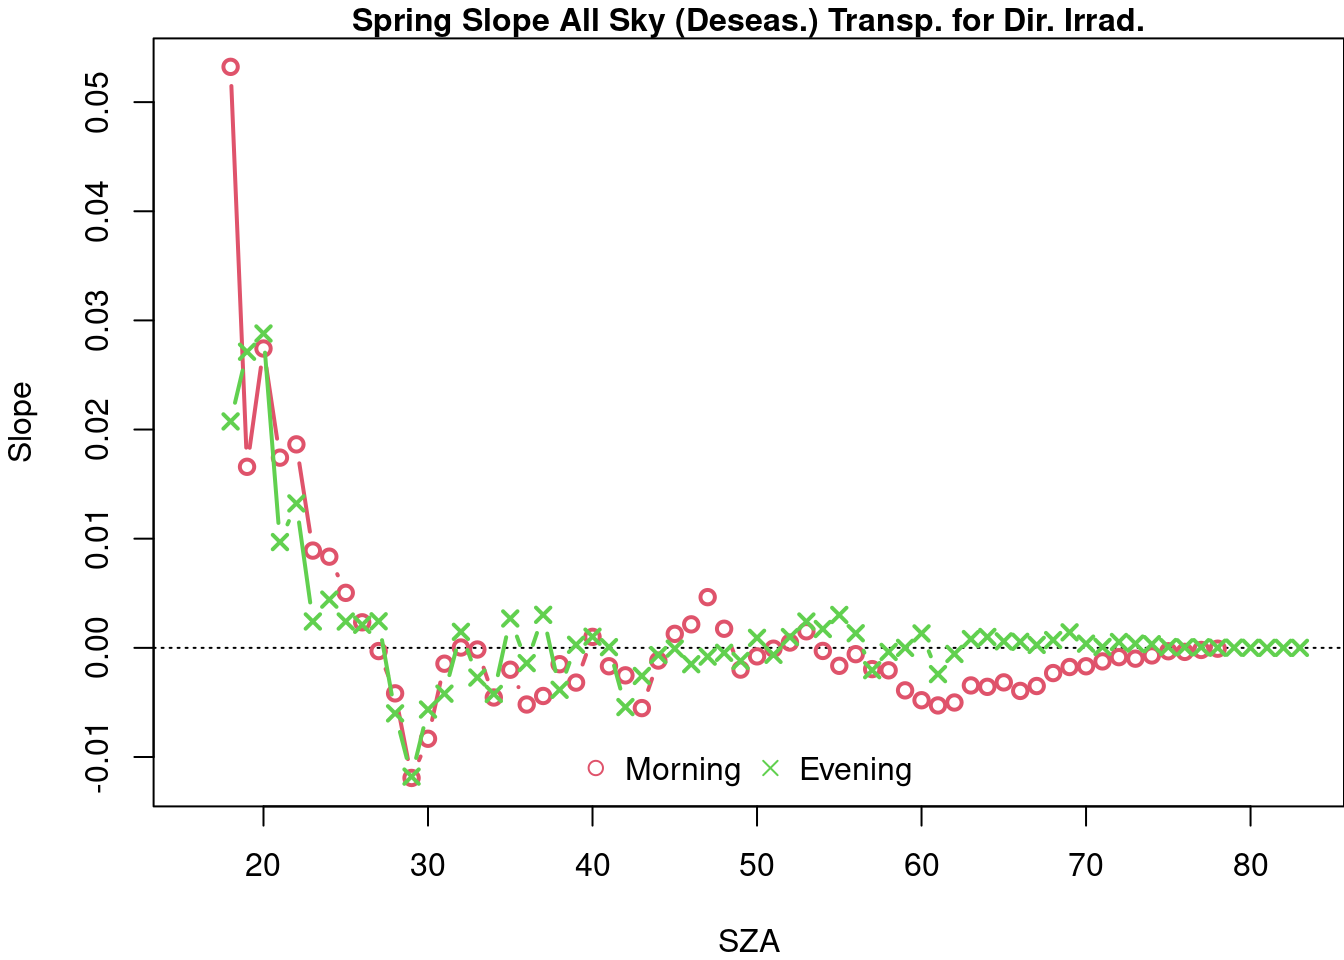 Spring Slope All Sky (Deseas.) Transp. for Dir. Irrad.
0.05
0.04
0.03
0.02
0.01
0.00
-0.01
Slope
Morning Evening
20 30 40 50 60 70 80
SZA